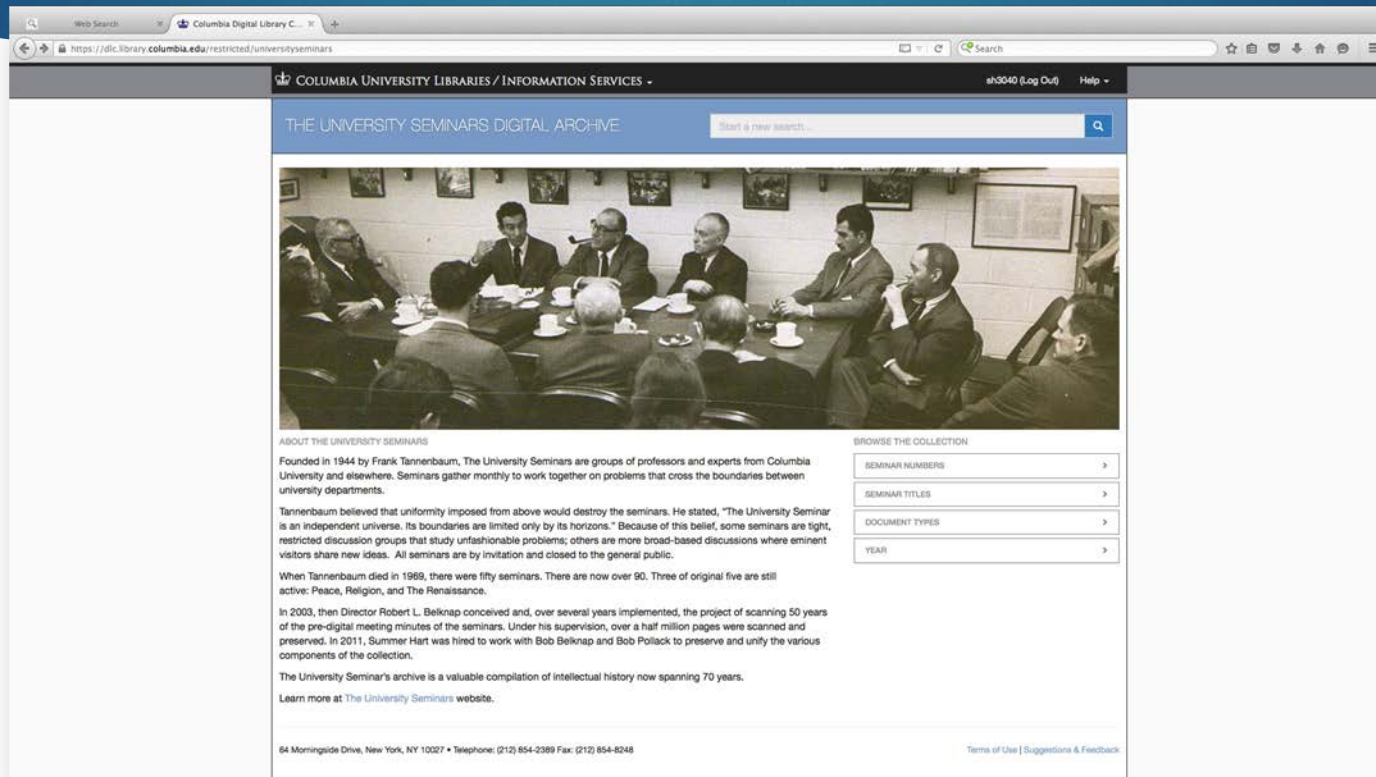 Web Search
Columbia Digital Library C...
https://dlc.library.columbia.edu/restricted/universityseminars
Search
COLUMBIA UNIVERSITY LIBRARIES / INFORMATION SERVICES
sh3040 (Log Out)
Help
THE UNIVERSITY SEMINARS DIGITAL ARCHIVE
Start a new search...
ABOUT THE UNIVERSITY SEMINARS
Founded in 1944 by Frank Tannenbaum, The University Seminars are groups of professors and experts from Columbia
University and elsewhere. Seminars gather monthly to work together on problems that cross the boundaries between
university departments.
Tannenbaum believed that uniformity imposed from above would destroy the seminars. He stated, "The University Seminar
is an independent universe. Its boundaries are limited only by its horizons." Because of this belief, some seminars are tight,
restricted discussion groups that study unfashionable problems; others are more broad-based discussions where eminent
visitors share new ideas. All seminars are by invitation and closed to the general public.
When Tannenbaum died in 1969, there were fifty seminars. There are now over 90. Three of original five are still
active: Peace, Religion, and The Renaissance.
In 2003, then Director Robert L. Belknap conceived and, over several years implemented, the project of scanning 50 years
of the pre-digital meeting minutes of the seminars. Under his supervision, over a half million pages were scanned and
preserved. In 2011, Summer Hart was hired to work with Bob Belknap and Bob Pollack to preserve and unify the various
components of the collection.
The University Seminar's archive is a valuable compilation of intellectual history now spanning 70 years.
Learn more at The University Seminars website.
BROWSE THE COLLECTION
SEMINAR NUMBERS
SEMINAR TITLES
DOCUMENT TYPES
YEAR
64 Morningside Drive, New York, NY 10027 • Telephone: (212) 854-2389 Fax: (212) 854-8248
Terms of Use | Suggestions & Feedback